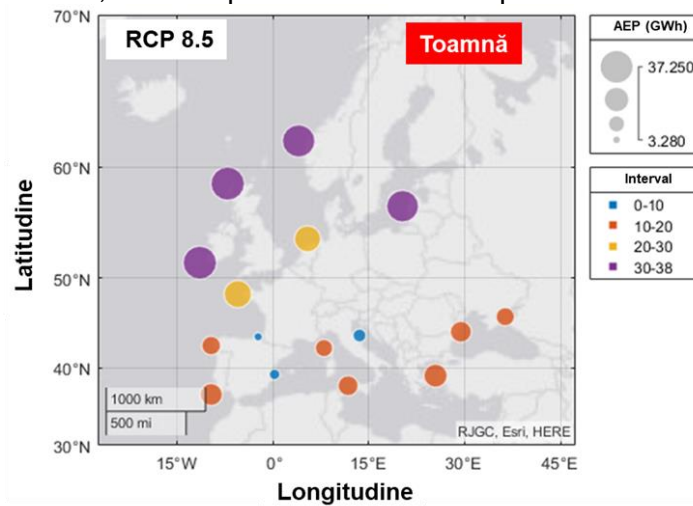 RCP 8.5
Toamnă
70°N
60°N
50°N
40°N
30°N
Latitudine
1000 km
500 mi
RJGC, Esri, HERE
15°W
0°
15°E
30°E
45°E
Longitudine
AEP (GWh)
37.250
3.280
Interval
0-10
10-20
20-30
30-38